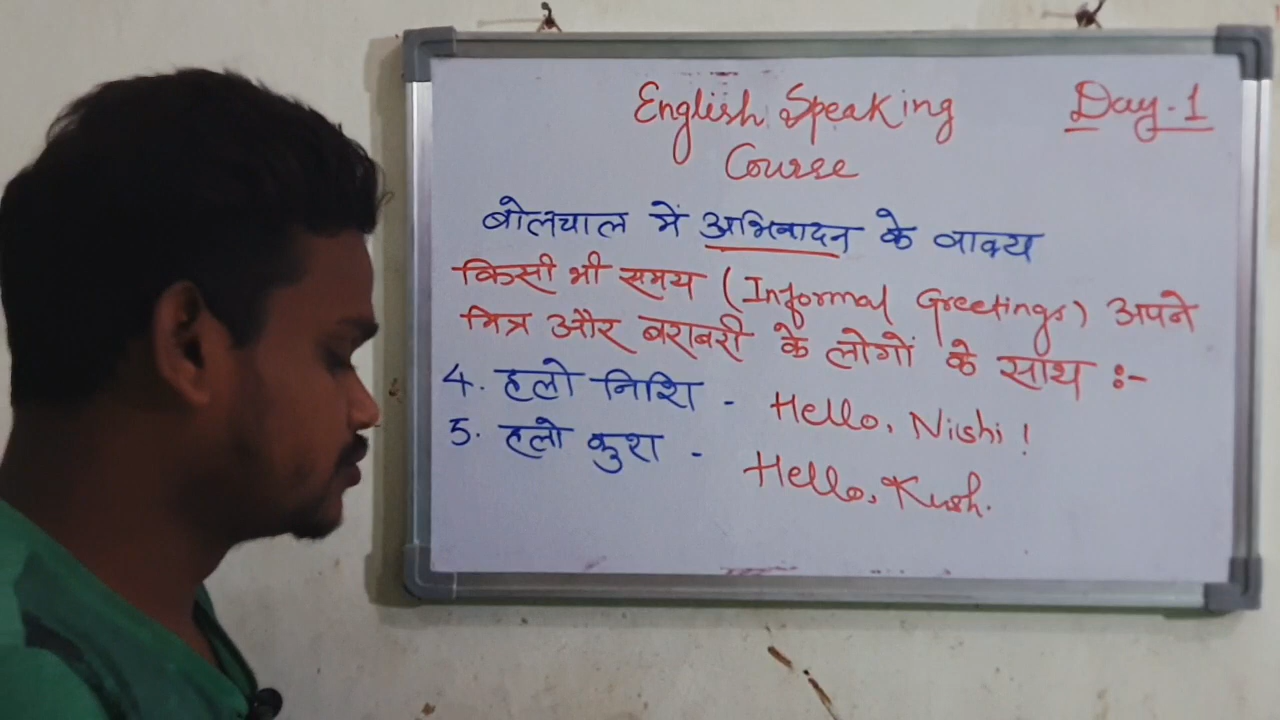 English Speaking Day-1
Course
बोलचाल में अभिवादन के वाक्य
किसी भी समय (Informal Greetings) अपने
मित्र और बराबरी के लोगों के साथ :-
4. हलो निशि - Hello, Nishi!
5. हलो कुश - Hello, Kush.